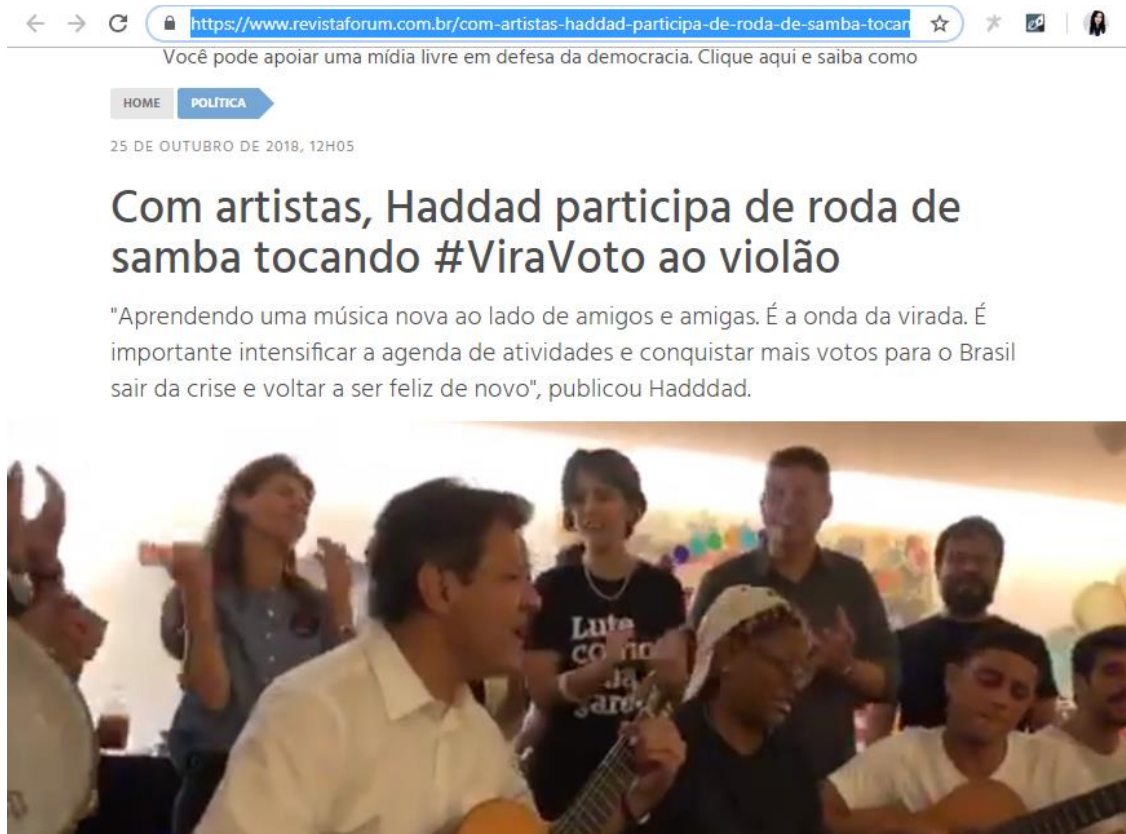 https://www.revistaforum.com.br/com-artistas-haddad-participa-de-roda-de-samba-tocan
Você pode apoiar uma mídia livre em defesa da democracia. Clique aqui e saiba como
HOME POLÍTICA
25 DE OUTUBRO DE 2018, 12H05
Com artistas, Haddad participa de roda de
samba tocando #ViraVoto ao violão
"Aprendendo uma música nova ao lado de amigos e amigas. É a onda da virada. É
importante intensificar a agenda de atividades e conquistar mais votos para o Brasil
sair da crise e voltar a ser feliz de novo", publicou Hadddad.
Lute